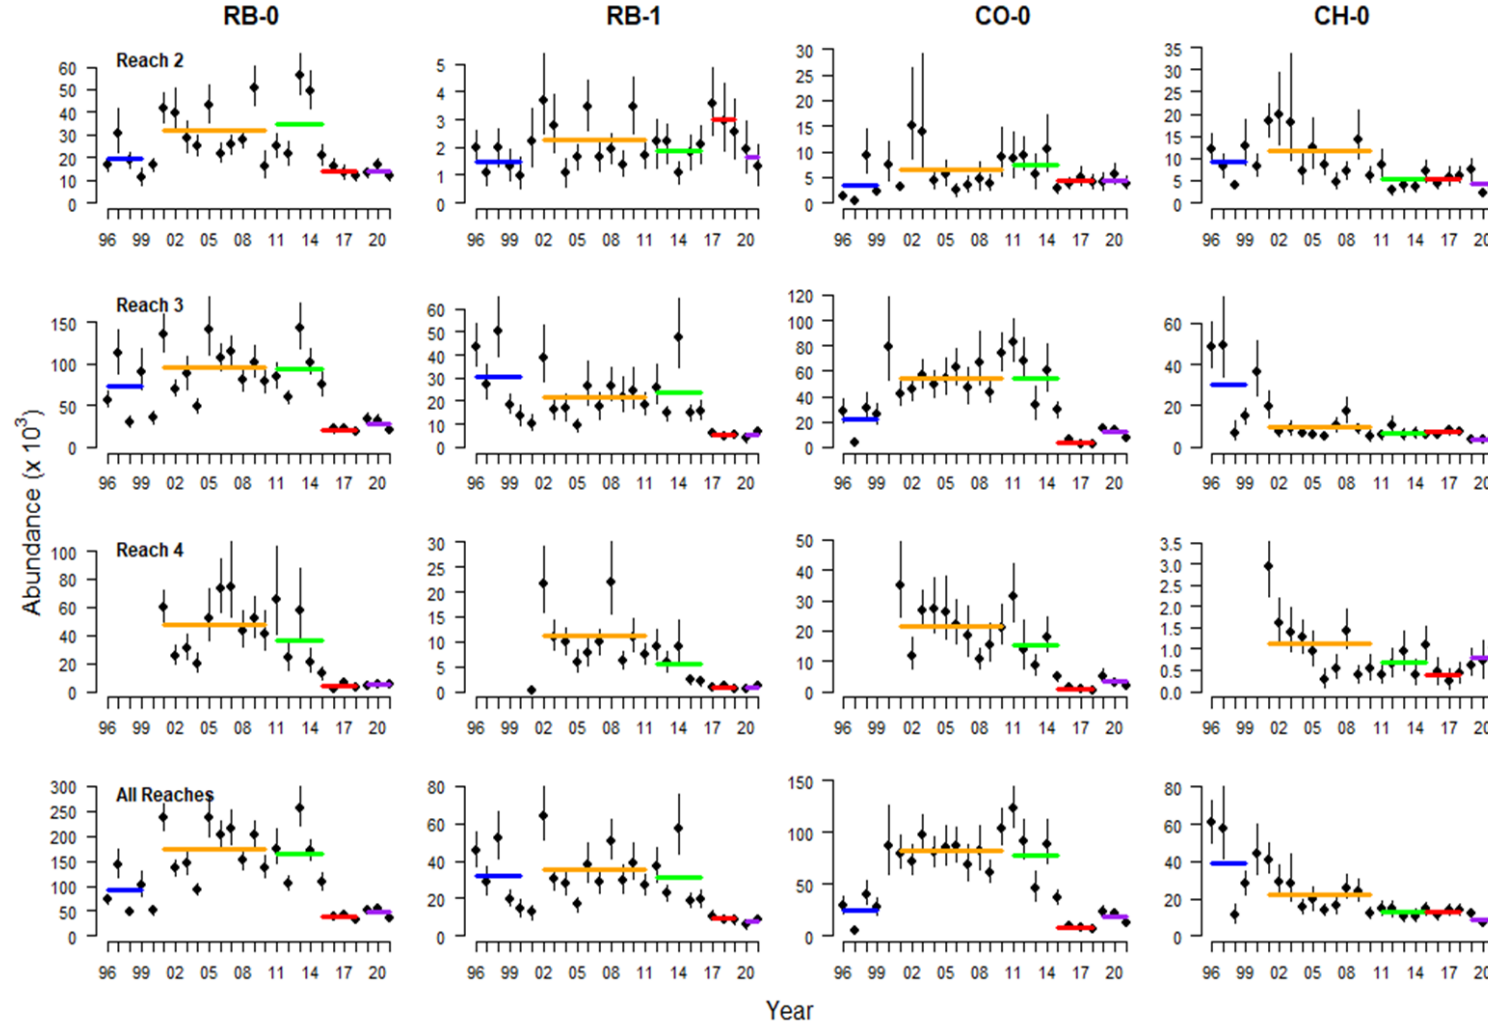 RB-0 RB-1 CO-0 CH-0
Reach 2
60 50 40 30 20 10 0
96 99 02 05 08 11 14 17 20
5 4 3 2 1 0
96 99 02 05 08 11 14 17 20
30 25 20 15 10 5 0
96 99 02 05 08 11 14 17 20
35 30 25 20 15 10 5 0
96 99 02 05 08 11 14 17 20
Reach 3
150 100 50 0
96 99 02 05 08 11 14 17 20
60 50 40 30 20 10 0
96 99 02 05 08 11 14 17 20
120 100 80 60 40 20 0
96 99 02 05 08 11 14 17 20
60 40 20 0
96 99 02 05 08 11 14 17 20
Abundance (x 10³)
Reach 4
100 80 60 40 20 0
96 99 02 05 08 11 14 17 20
30 25 20 15 10 5 0
96 99 02 05 08 11 14 17 20
50 40 30 20 10 0
96 99 02 05 08 11 14 17 20
3.5 3.0 2.5 2.0 1.5 1.0 0.5 0.0
96 99 02 05 08 11 14 17 20
All Reaches
300 250 200 150 100 50 0
96 99 02 05 08 11 14 17 20
80 60 40 20 0
96 99 02 05 08 11 14 17 20
150 100 50 0
96 99 02 05 08 11 14 17 20
80 60 40 20 0
96 99 02 05 08 11 14 17 20
Year